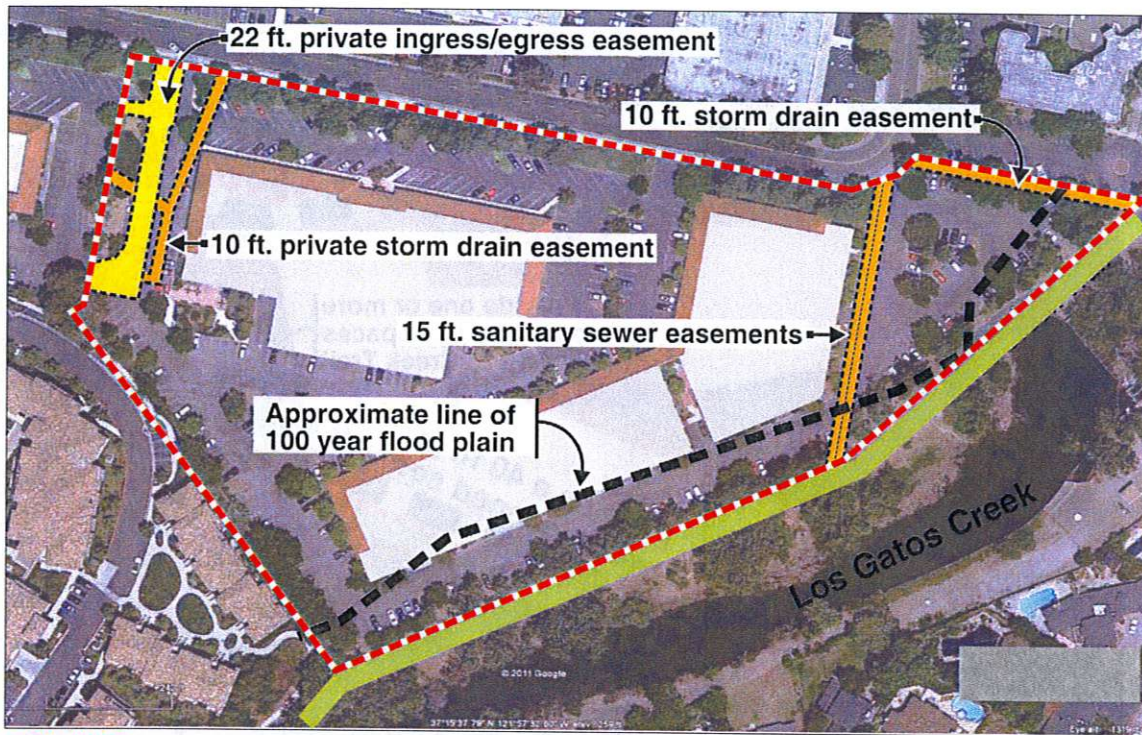 22 ft. private ingress/egress easement
10 ft. storm drain easement
10 ft. private storm drain easement
15 ft. sanitary sewer easements
Approximate line of
100 year flood plain
Los Gatos Creek
© 2011 Google